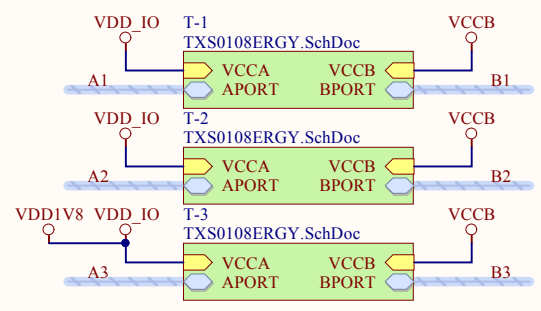 VDD_IO T-1 VCCB
TXS0108ERGY.SchDoc
VCCA VCCB
A1 APORT BPORT B1
VDD_IO T-2 VCCB
TXS0108ERGY.SchDoc
VCCA VCCB
A2 APORT BPORT B2
VDD1V8 VDD_IO T-3 VCCB
TXS0108ERGY.SchDoc
VCCA VCCB
A3 APORT BPORT B3